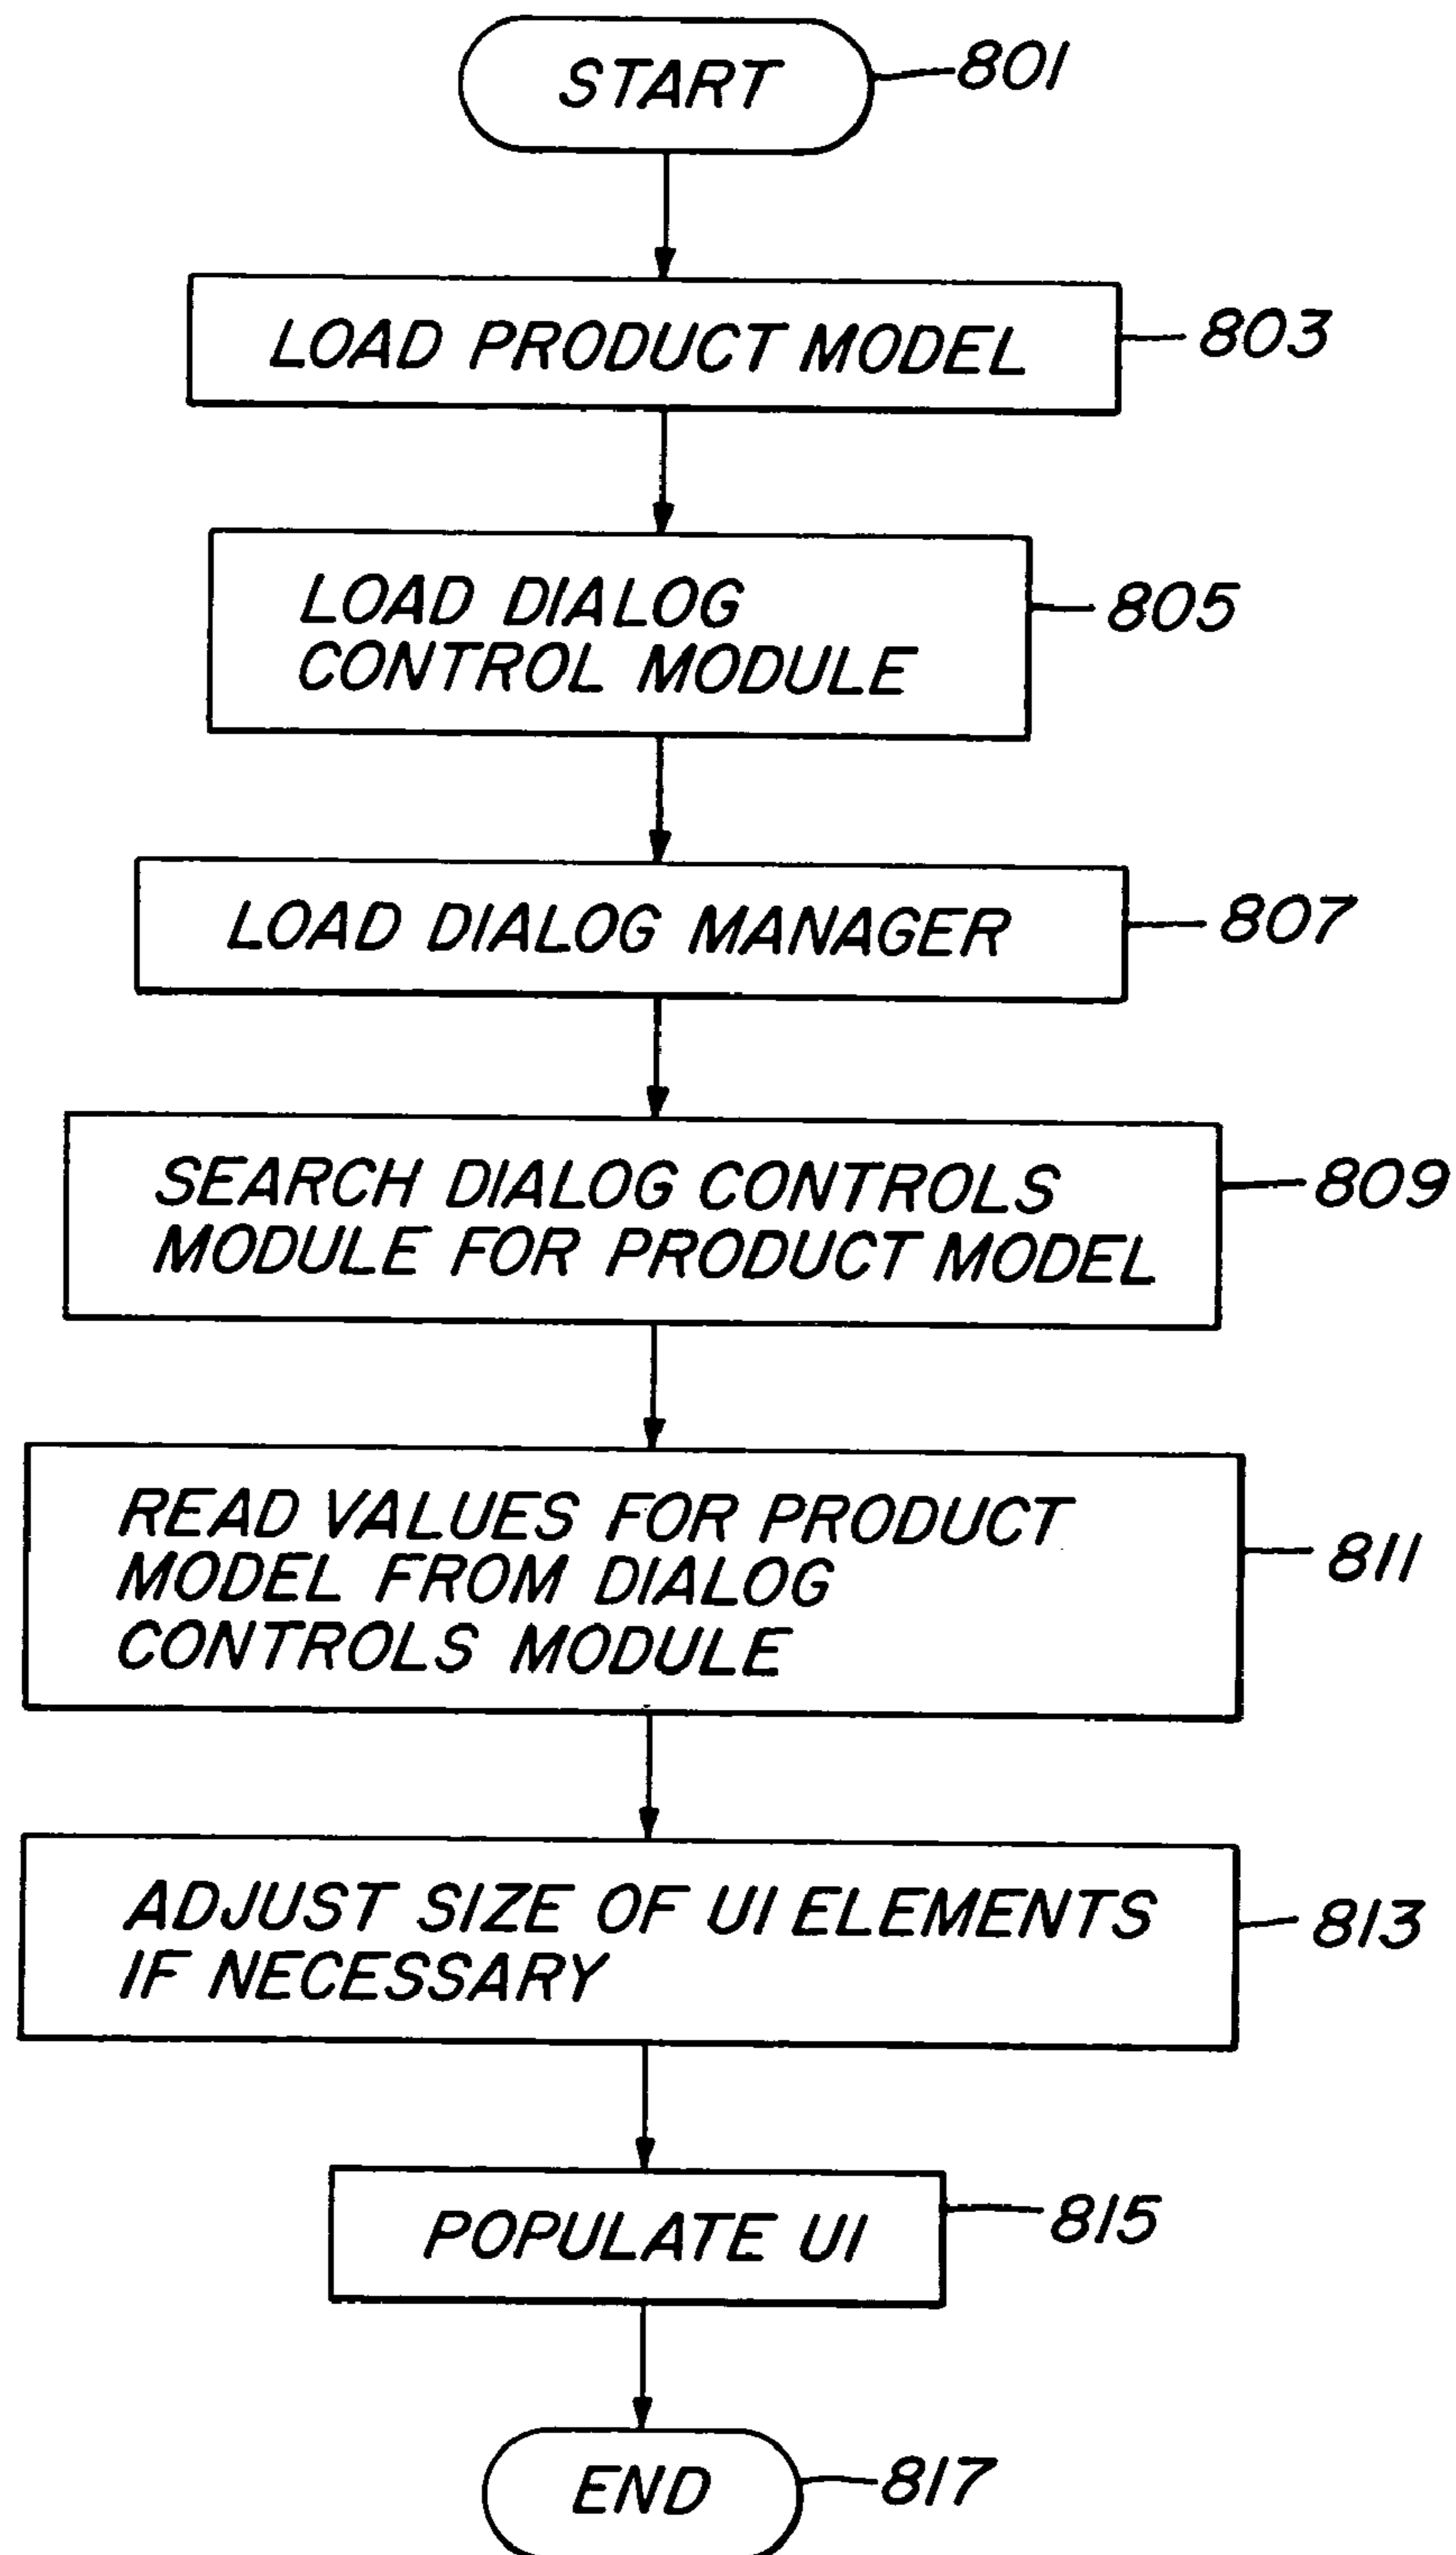 START
801
LOAD PRODUCT MODEL
803
LOAD DIALOG
CONTROL MODULE
805
LOAD DIALOG MANAGER
807
SEARCH DIALOG CONTROLS
MODULE FOR PRODUCT MODEL
809
READ VALUES FOR PRODUCT
MODEL FROM DIALOG
CONTROLS MODULE
811
ADJUST SIZE OF UI ELEMENTS
IF NECESSARY
813
POPULATE UI
815
END
817